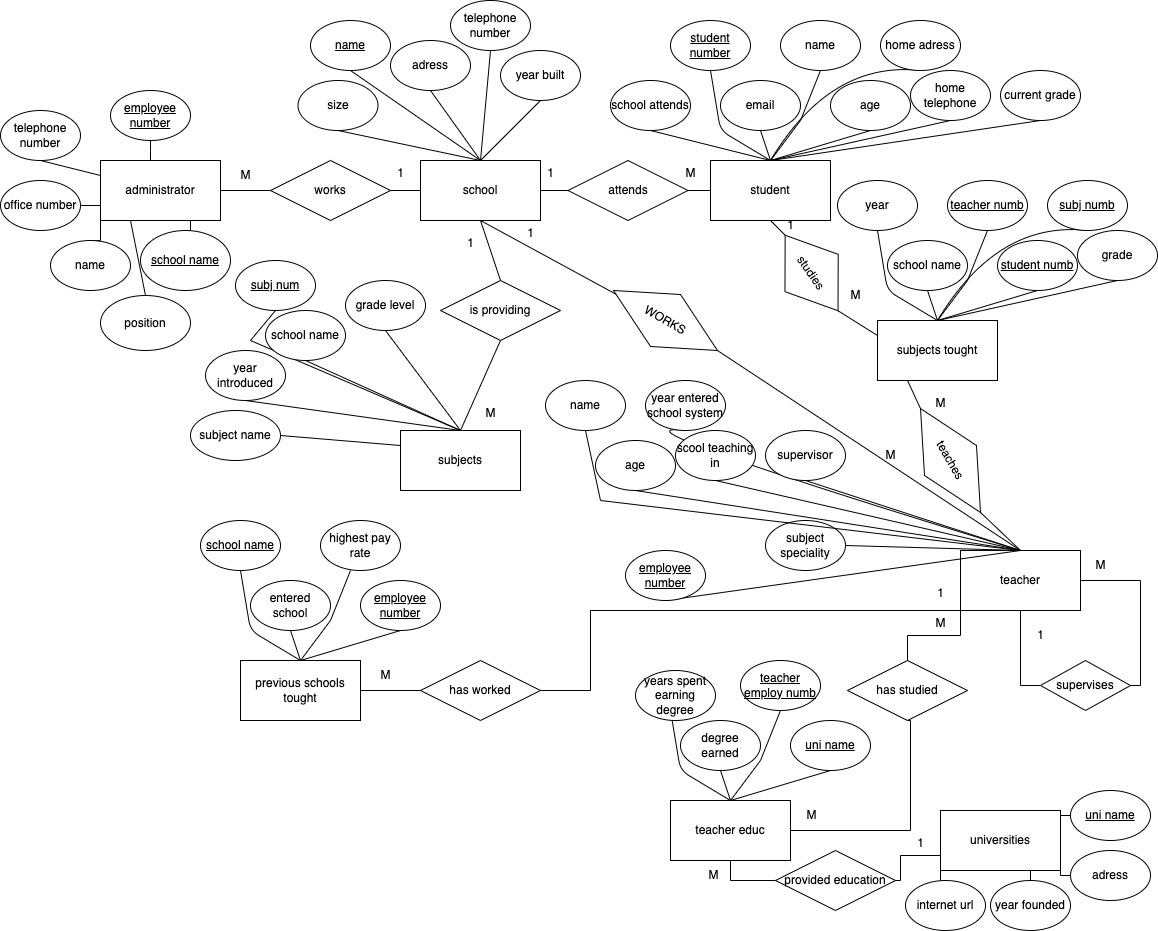 telephone
number
name
adress
year built
size
student
number
name
home adress
school attends
email
age
home
telephone
current grade
employee
number
telephone
number
office number
name
school name
position
administrator
M
works
1
school
1
attends
M
student
year
teacher numb
subj numb
school name
student numb
grade
1
studies
M
subjects tought
1
1
is providing
WORKS
subj num
school name
grade level
year
introduced
subject name
M
subjects
M
teaches
M
name
year entered
school system
age
scool teaching
in
supervisor
subject
speciality
employee
number
teacher
M
1
M
1
supervises
school name
highest pay
rate
entered
school
employee
number
previous schools
tought
M
has worked
has studied
years spent
earning
degree
teacher
employ numb
degree
earned
uni name
teacher educ
M
M
provided education
1
universities
uni name
adress
internet url
year founded